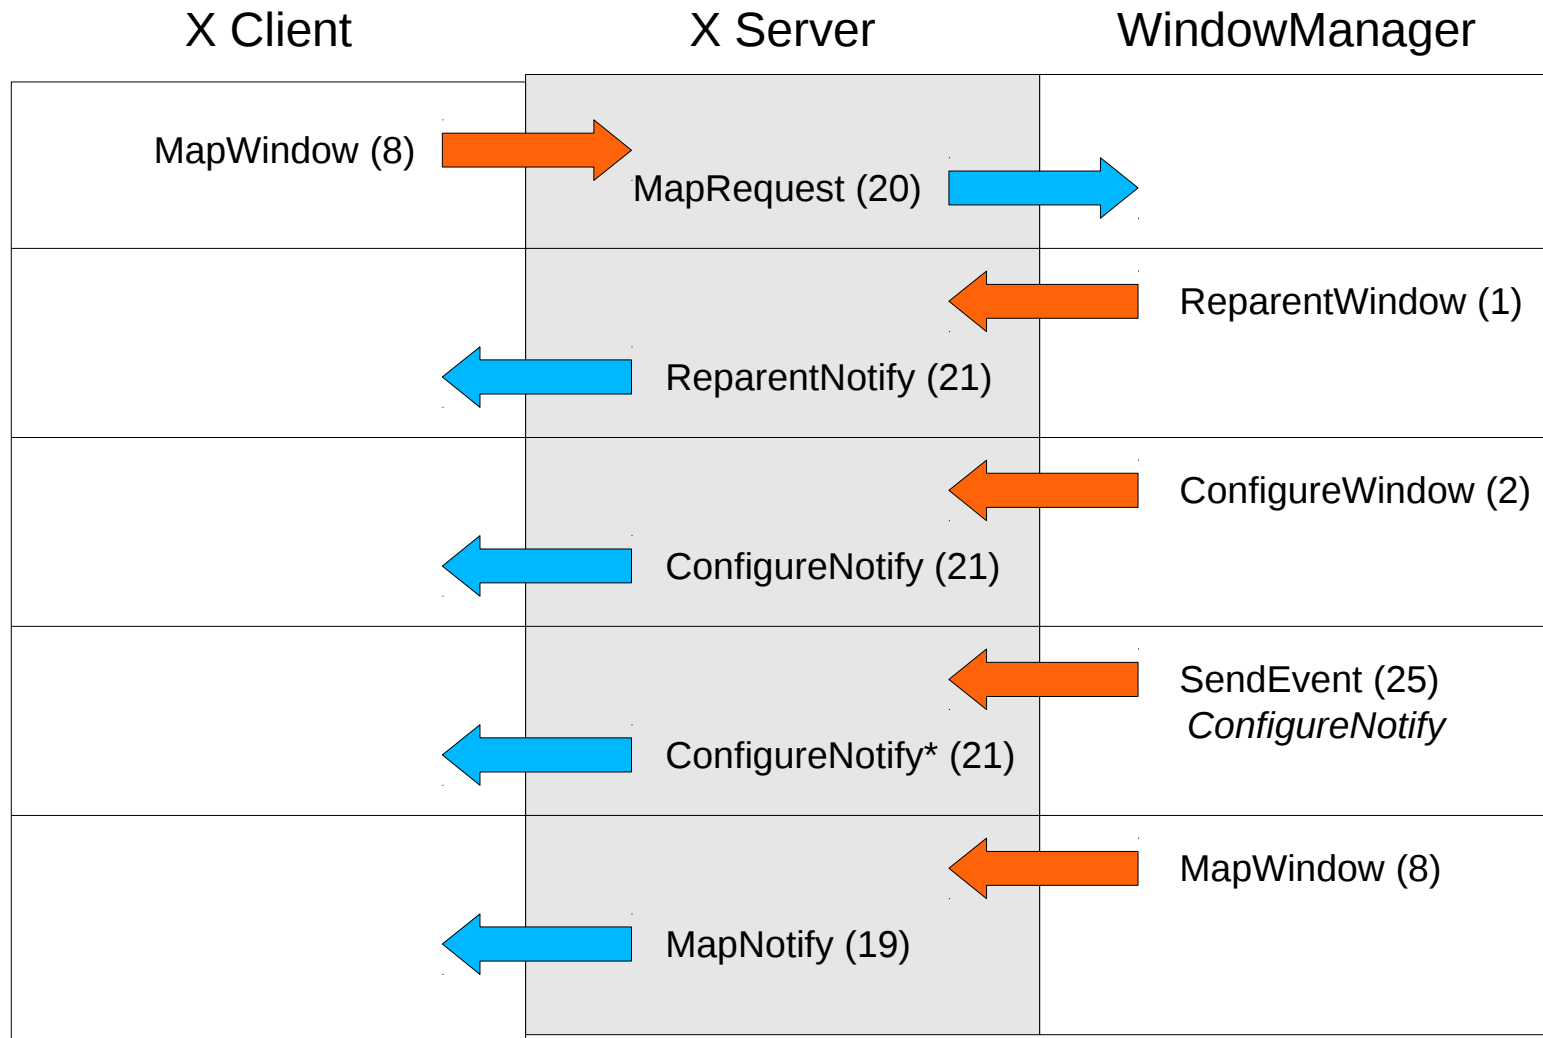 X Client
X Server
WindowManager
MapWindow (8)
MapRequest (20)
ReparentWindow (1)
ReparentNotify (21)
ConfigureWindow (2)
ConfigureNotify (21)
SendEvent (25)
ConfigureNotify
ConfigureNotify* (21)
MapWindow (8)
MapNotify (19)